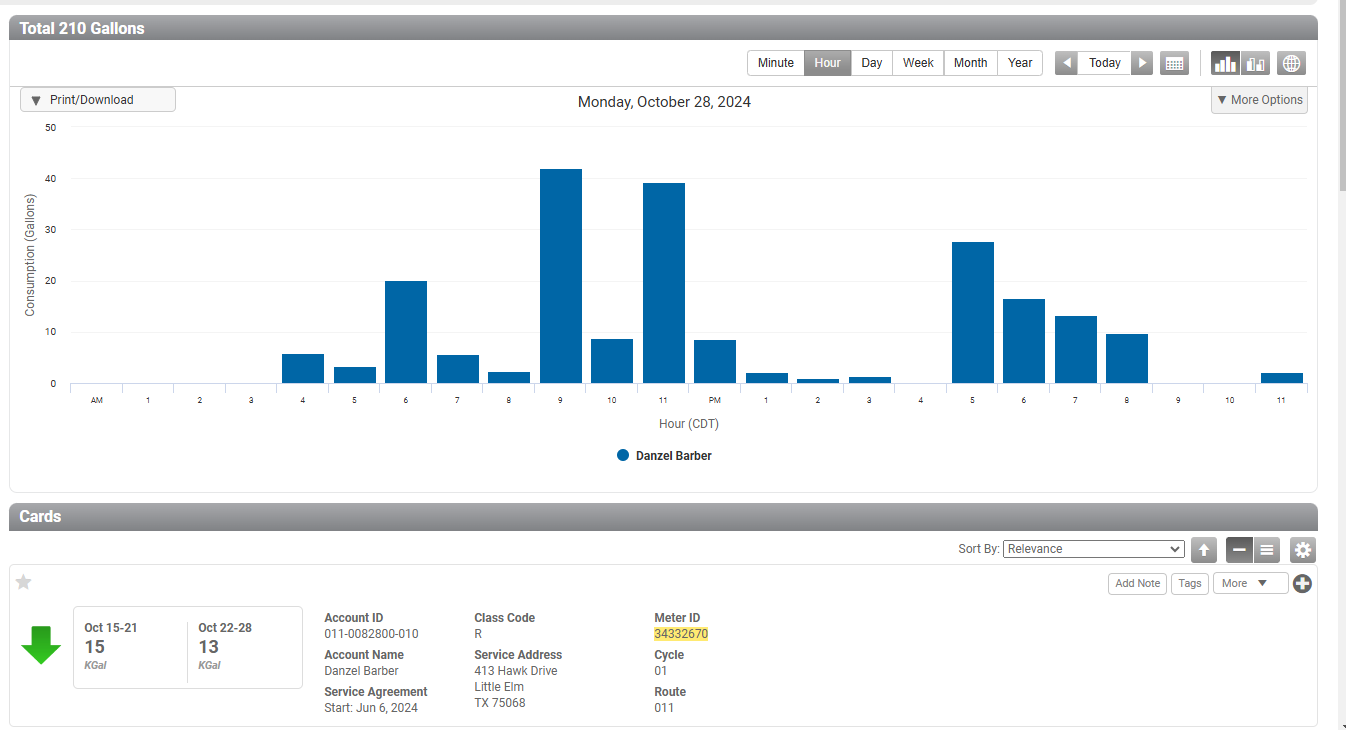 Total 210 Gallons
Minute Hour Day Week Month Year Today
Print/Download
Monday, October 28, 2024
More Options
Consumption (Gallons)
50
40
30
20
10
0
AM 1 2 3 4 5 6 7 8 9 10 11 PM 1 2 3 4 5 6 7 8 9 10 11
Hour (CDT)
Danzel Barber
Cards
Sort By: Relevance
Add Note Tags More
Oct 15-21
15
KGal
Oct 22-28
13
KGal
Account ID
011-0082800-010
Account Name
Danzel Barber
Service Agreement
Start: Jun 6, 2024
Class Code
R
Service Address
413 Hawk Drive
Little Elm
TX 75068
Meter ID
34332670
Cycle
01
Route
011